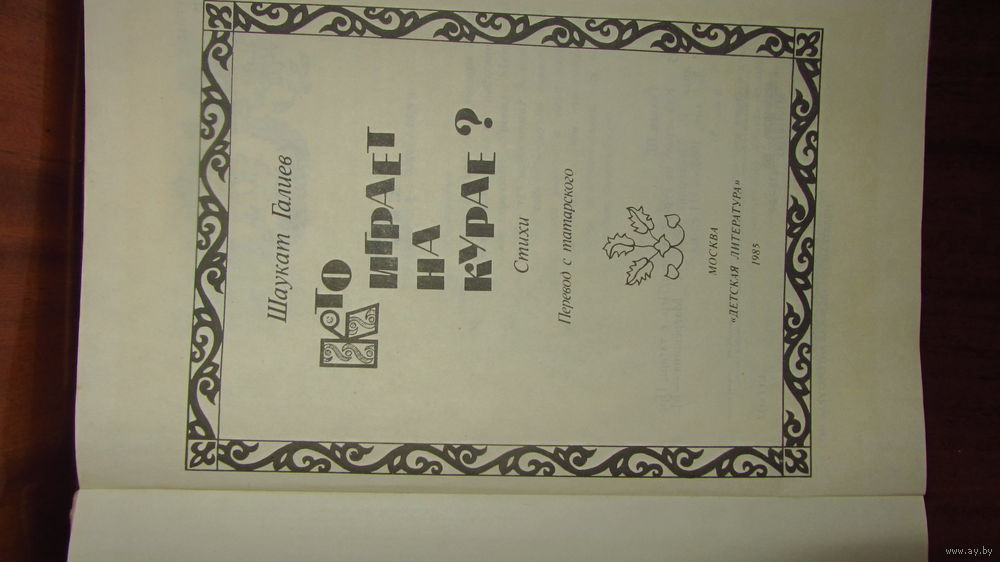 Шаукат Галиев
КТО
ИГРАЕТ
НА
КУРАЕ?
Стихи
Перевод с татарского
МОСКВА
«ДЕТСКАЯ ЛИТЕРАТУРА»
1985
www.ay.by